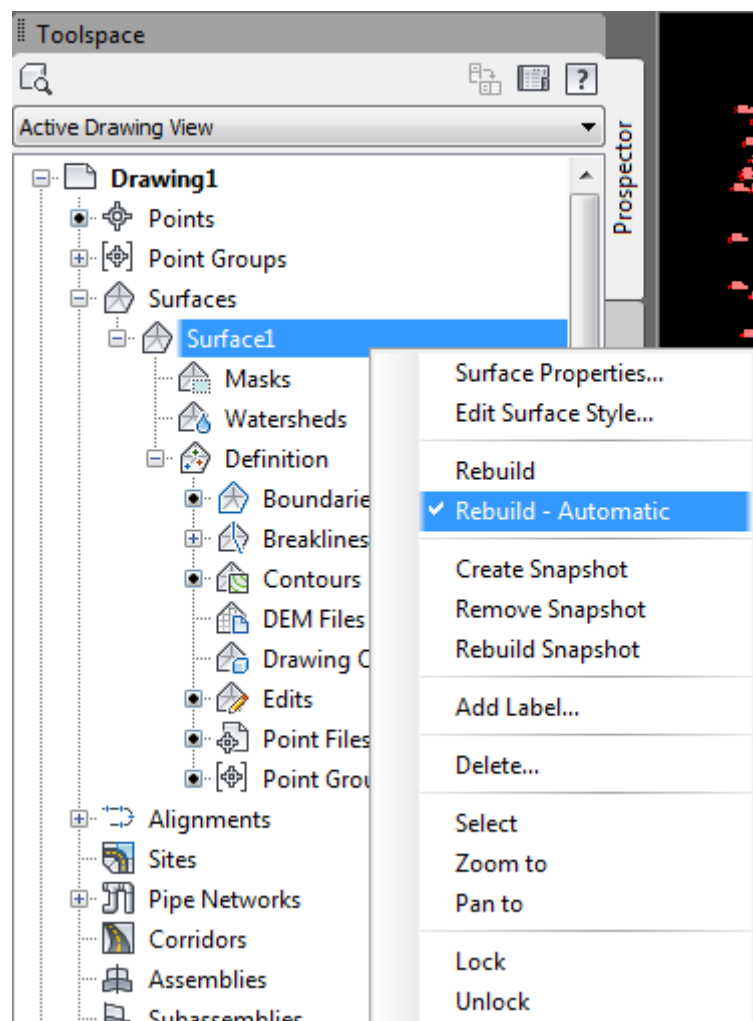 Toolspace
?
Active Drawing View
Prospector
Drawing1
Points
Point Groups
Surfaces
Surface1
Masks
Watersheds
Definition
Boundarie
Breaklines
Contours
DEM Files
Drawing O
Edits
Point Files
Point Grou
Alignments
Sites
Pipe Networks
Corridors
Assemblies
Subassemblies
Surface Properties...
Edit Surface Style...
Rebuild
Rebuild - Automatic
Create Snapshot
Remove Snapshot
Rebuild Snapshot
Add Label...
Delete...
Select
Zoom to
Pan to
Lock
Unlock